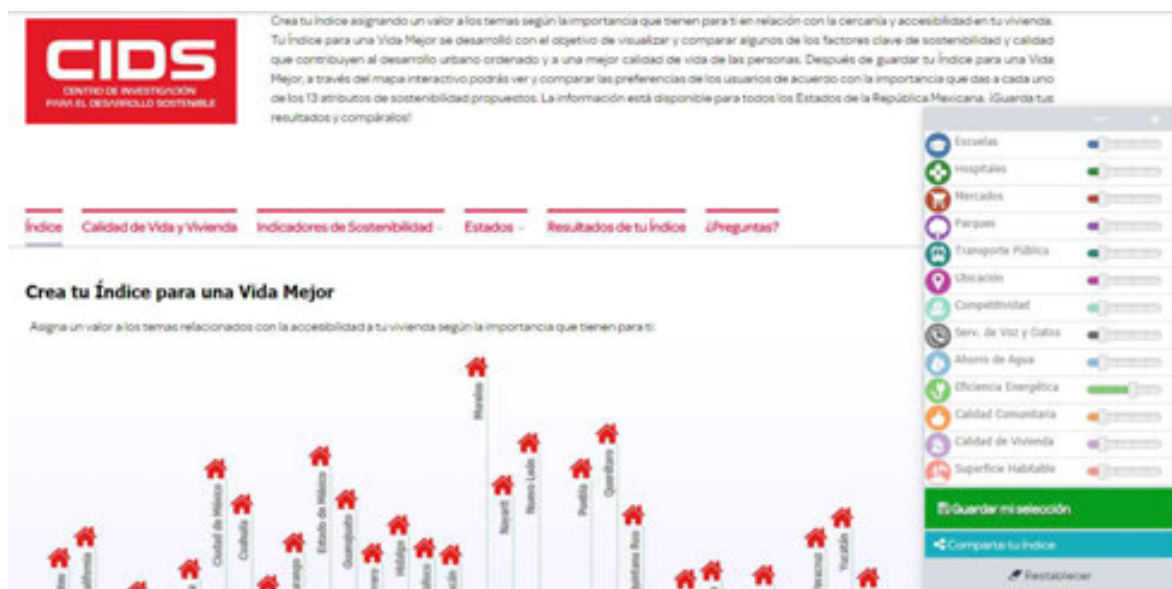 Crea tu Índice asignando un valor a los temas según la importancia que tienen para ti en relación con la cercanía y accesibilidad en tu vivienda.
Tu Índice para una Vida Mejor se desarrolló con el objetivo de visualizar y comparar algunos de los factores clave de sostenibilidad y calidad
que contribuyen al desarrollo urbano ordenado y a una mejor calidad de vida de las personas. Después de guardar tu Índice para una Vida
Mejor, a través del mapa interactivo podrás ver y comparar las preferencias de los usuarios de acuerdo con la importancia que das a cada uno
de los 13 atributos de sostenibilidad propuestos. La información está disponible para todos los Estados de la República Mexicana. ¡Guarda tus
resultados y compáralos!
CIDS
CENTRO DE INVESTIGACIÓN
PARA EL DESARROLLO SOSTENIBLE
Índice
Calidad de Vida y Vivienda
Indicadores de Sostenibilidad
Estados
Resultados de tu Índice
¿Preguntas?
Crea tu Índice para una Vida Mejor
Asigna un valor a los temas relacionados con la accesibilidad a tu vivienda según la importancia que tienen para ti:
Ciudad de México
Coahuila
Estado de México
Guanajuato
Hidalgo
Morelos
Nayarit
Nuevo León
Puebla
Querétaro
Yucatán
Escuelas
Hospitales
Mercados
Parques
Transporte Público
Ubicación
Competitividad
Serv. de Voz y Datos
Ahorro de Agua
Eficiencia Energética
Calidad Comunitaria
Calidad de Vivienda
Superficie Habitable
Guardar mi selección
Comparte tu índice
Restablecer